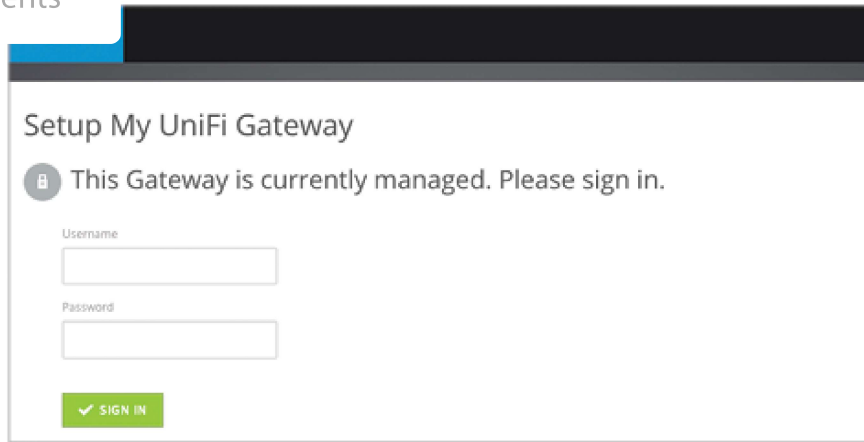 Setup My UniFi Gateway
This Gateway is currently managed. Please sign in.
Username
Password
SIGN IN